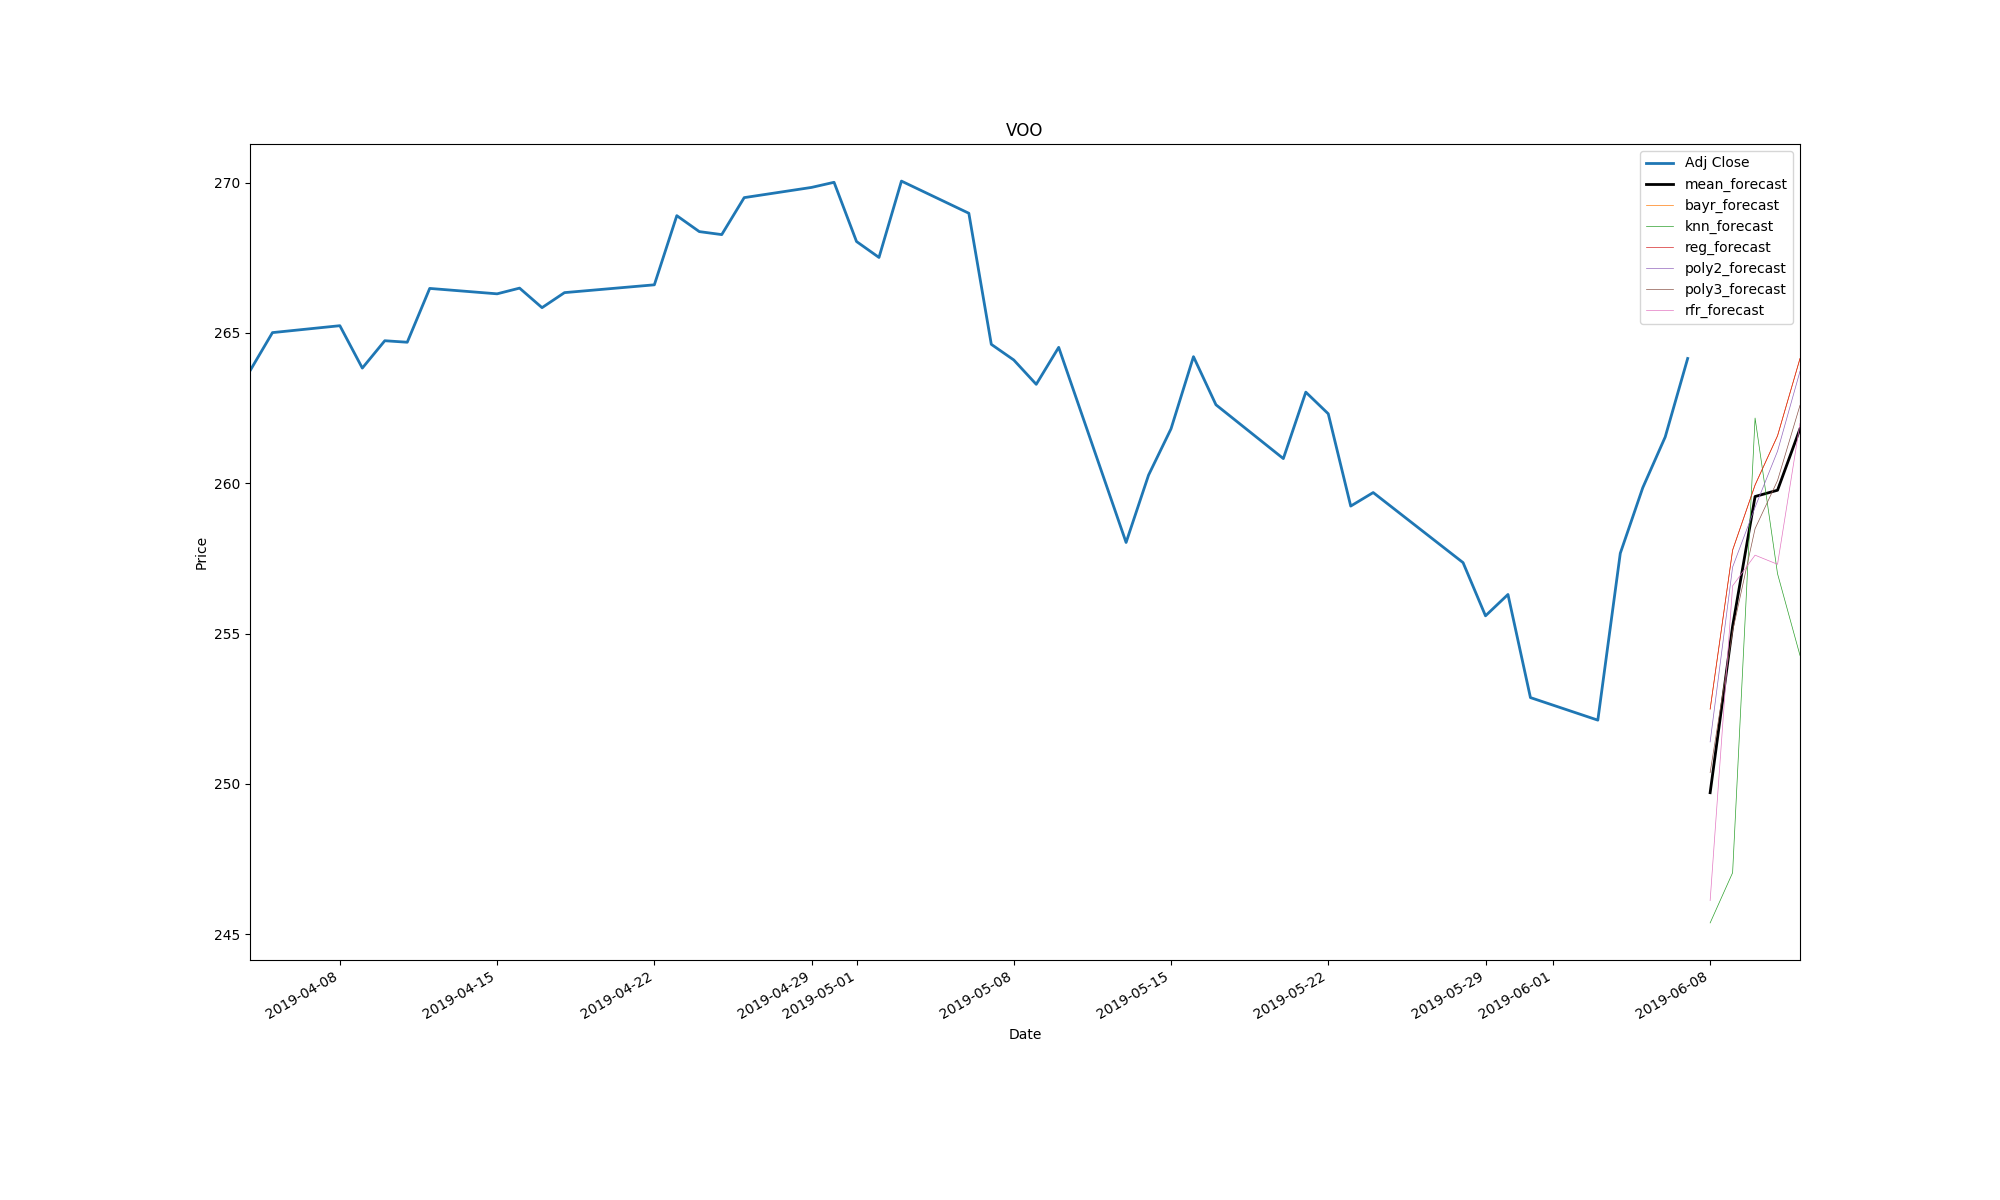 VOO
Adj Close
mean_forecast
bayr_forecast
knn_forecast
reg_forecast
poly2_forecast
poly3_forecast
rfr_forecast
270
265
260
255
250
245
Price
2019-04-08
2019-04-15
2019-04-22
2019-04-29
2019-05-01
2019-05-08
2019-05-15
2019-05-22
2019-05-29
2019-06-01
2019-06-08
Date